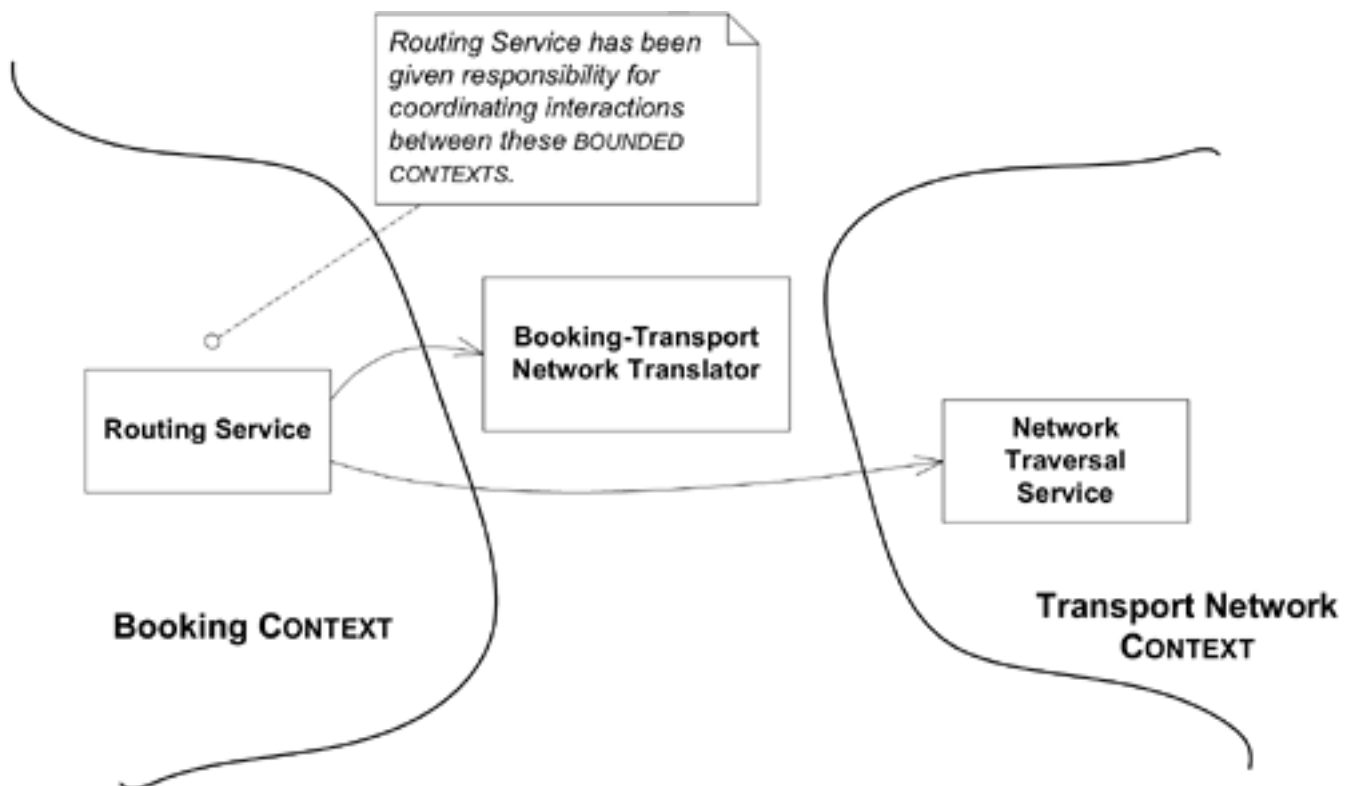 Routing Service has been
given responsibility for
coordinating interactions
between these BOUNDED
CONTEXTS.
Booking-Transport
Network Translator
Routing Service
Network
Traversal
Service
Booking CONTEXT
Transport Network
CONTEXT